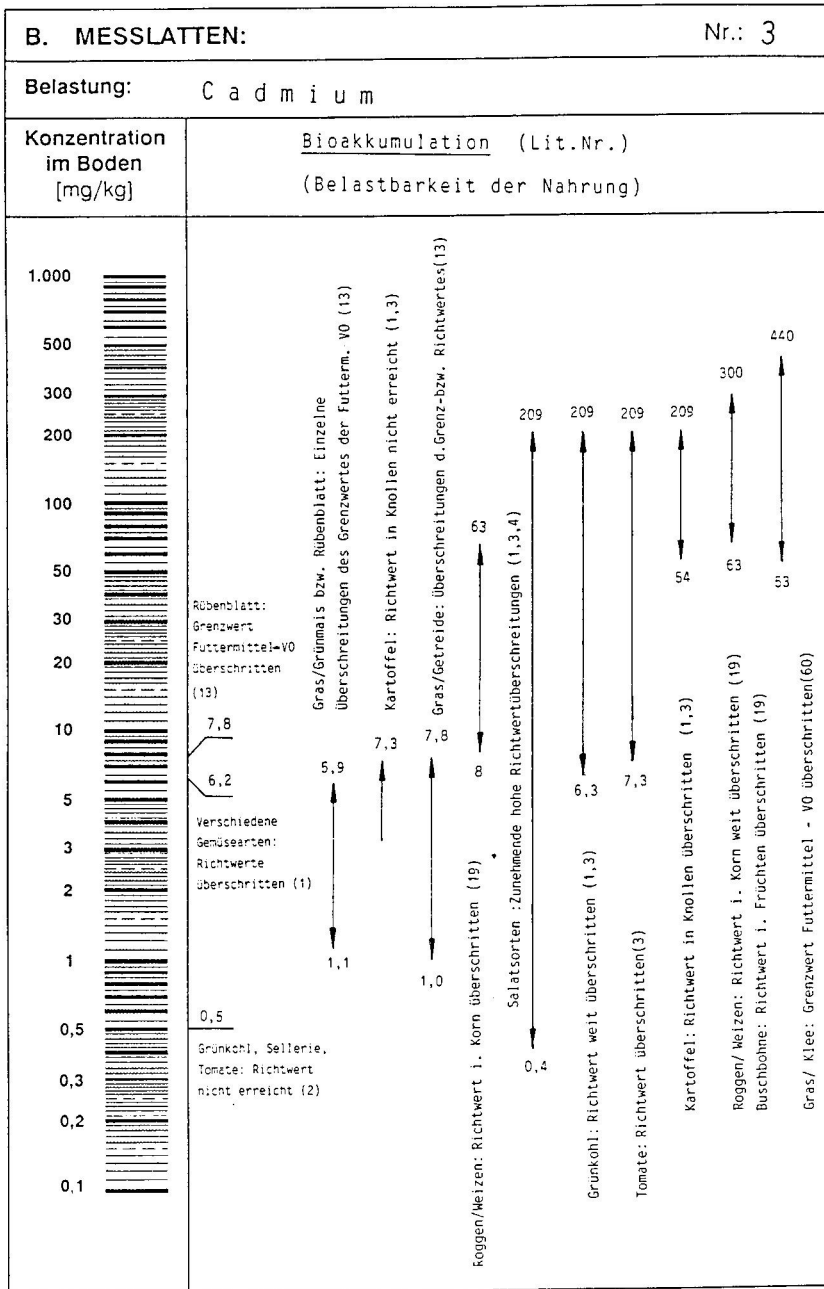 B. MESSLATTEN:
Nr.: 3
Belastung:
Cadmium
Konzentration
im Boden
[mg/kg]
Bioakkumulation (Lit.Nr.)
(Belastbarkeit der Nahrung)
1.000
500
300
200
100
50
30
20
10
5
3
2
1
0,5
0,3
0,2
0,1
Rübenblatt:
Grenzwert
Futtermittel-VO
überschritten
(13)
7,8
6,2
Verschiedene
Gemüsearten:
Richtwerte
überschritten (1)
0,5
Grünkohl, Sellerie,
Tomate: Richtwert
nicht erreicht (2)
Gras/Grünmais bzw. Rübenblatt: Einzelne
Überschreitungen des Grenzwertes der Futterm. VO (13)
5,9
1,1
Kartoffel: Richtwert in Knollen nicht erreicht (1,3)
7,3
Gras/Getreide: Überschreitungen d.Grenz-bzw. Richtwertes(13)
7,8
1,0
63
8
Roggen/Weizen: Richtwert i. Korn überschritten (19)
Salatsorten :Zunehmende hohe Richtwertüberschreitungen (1,3,4)
209
0,4
209
6,3
Grünkohl: Richtwert weit überschritten (1,3)
209
7,3
Tomate: Richtwert überschritten(3)
209
54
Kartoffel: Richtwert in Knollen überschritten (1,3)
300
63
Roggen/ Weizen: Richtwert i. Korn weit überschritten (19)
Buschbohne: Richtwert i. Früchten überschritten (19)
440
53
Gras/ Klee: Grenzwert Futtermittel - VO überschritten(60)